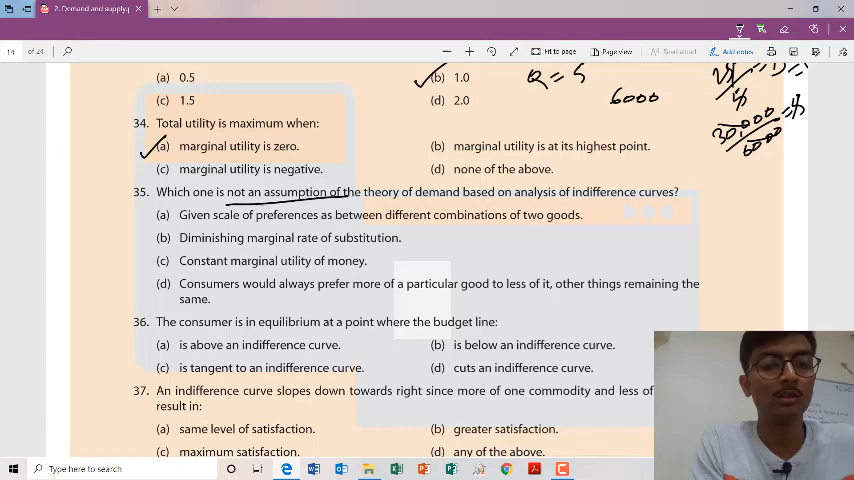 2. Demand and supply.p
14 of 24
Fit to page
Page view
Read aloud
Add notes
(a) 0.5 (b) 1.0
(c) 1.5 (d) 2.0
Q = 5
6000
30,000
6000
34. Total utility is maximum when:
(a) marginal utility is zero. (b) marginal utility is at its highest point.
(c) marginal utility is negative. (d) none of the above.
35. Which one is not an assumption of the theory of demand based on analysis of indifference curves?
(a) Given scale of preferences as between different combinations of two goods.
(b) Diminishing marginal rate of substitution.
(c) Constant marginal utility of money.
(d) Consumers would always prefer more of a particular good to less of it, other things remaining the
same.
36. The consumer is in equilibrium at a point where the budget line:
(a) is above an indifference curve. (b) is below an indifference curve.
(c) is tangent to an indifference curve. (d) cuts an indifference curve.
37. An indifference curve slopes down towards right since more of one commodity and less of
result in:
(a) same level of satisfaction. (b) greater satisfaction.
(c) maximum satisfaction. (d) any of the above.
Type here to search